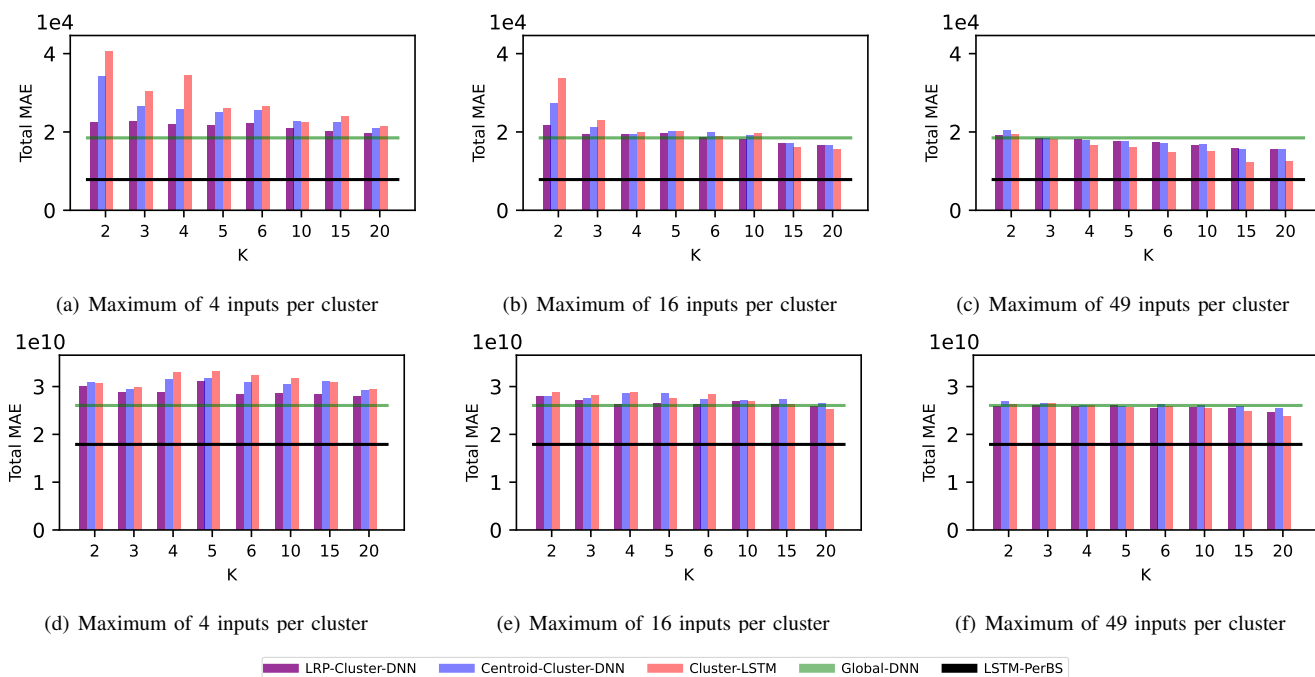 1e4
4
2
0
Total MAE
2 3 4 5 6 10 15 20
K
(a) Maximum of 4 inputs per cluster
1e4
4
2
0
Total MAE
2 3 4 5 6 10 15 20
K
(b) Maximum of 16 inputs per cluster
1e4
4
2
0
Total MAE
2 3 4 5 6 10 15 20
K
(c) Maximum of 49 inputs per cluster
1e10
3
2
1
0
Total MAE
2 3 4 5 6 10 15 20
K
(d) Maximum of 4 inputs per cluster
1e10
3
2
1
0
Total MAE
2 3 4 5 6 10 15 20
K
(e) Maximum of 16 inputs per cluster
1e10
3
2
1
0
Total MAE
2 3 4 5 6 10 15 20
K
(f) Maximum of 49 inputs per cluster
LRP-Cluster-DNN Centroid-Cluster-DNN Cluster-LSTM Global-DNN LSTM-PerBS